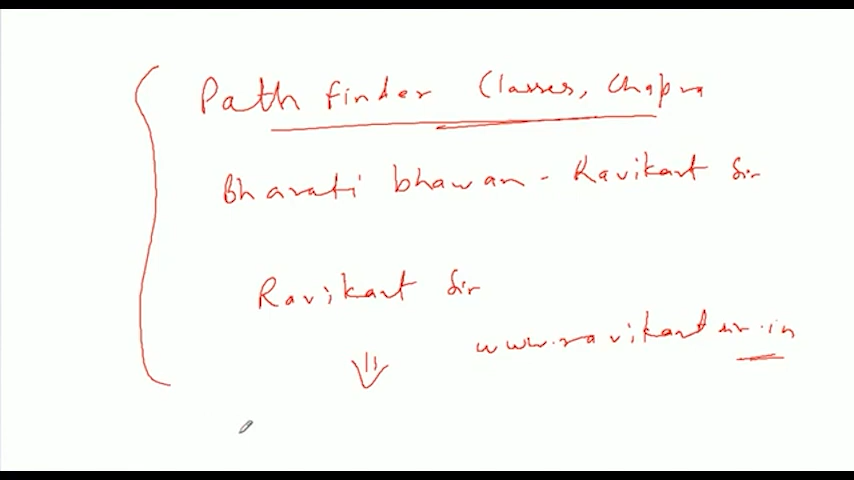 Path finder Classes, Chapra
Bharati bhawan - Ravikant Sir
Ravikant Sir
www.ravikantsir.in